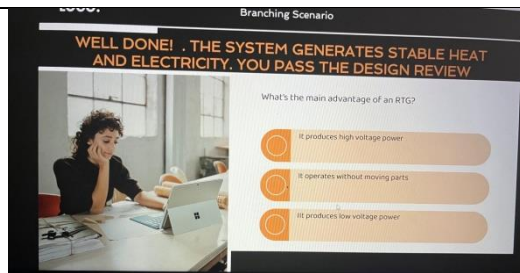 Branching Scenario
WELL DONE! . THE SYSTEM GENERATES STABLE HEAT
AND ELECTRICITY. YOU PASS THE DESIGN REVIEW
What's the main advantage of an RTG?
It produces high voltage power
It operates without moving parts
IIt produces low voltage power